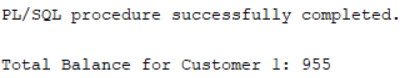 PL/SQL procedure successfully completed.
Total Balance for Customer 1: 955